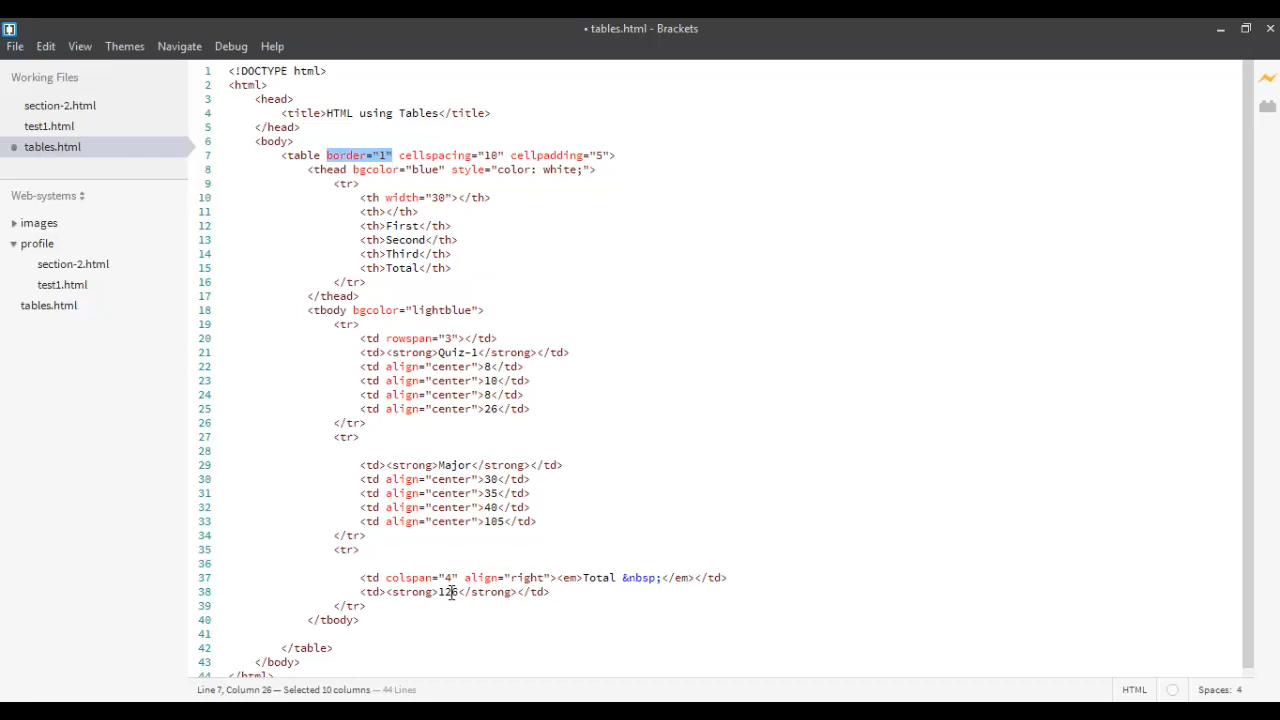 • tables.html - Brackets
File Edit View Themes Navigate Debug Help
Working Files
section-2.html
test1.html
tables.html
Web-systems
images
profile
section-2.html
test1.html
tables.html
1 <!DOCTYPE html>
2 <html>
3 <head>
4 <title>HTML using Tables</title>
5 </head>
6 <body>
7 <table border="1" cellspacing="10" cellpadding="5">
8 <thead bgcolor="blue" style="color: white;">
9 <tr>
10 <th width="30"></th>
11 <th></th>
12 <th>First</th>
13 <th>Second</th>
14 <th>Third</th>
15 <th>Total</th>
16 </tr>
17 </thead>
18 <tbody bgcolor="lightblue">
19 <tr>
20 <td rowspan="3"></td>
21 <td><strong>Quiz-1</strong></td>
22 <td align="center">8</td>
23 <td align="center">10</td>
24 <td align="center">8</td>
25 <td align="center">26</td>
26 </tr>
27 <tr>
28
29 <td><strong>Major</strong></td>
30 <td align="center">30</td>
31 <td align="center">35</td>
32 <td align="center">40</td>
33 <td align="center">105</td>
34 </tr>
35 <tr>
36
37 <td colspan="4" align="right"><em>Total &nbsp;</em></td>
38 <td><strong>126</strong></td>
39 </tr>
40 </tbody>
41
42 </table>
43 </body>
44 </html>
Line 7, Column 26 — Selected 10 columns — 44 Lines
HTML
Spaces: 4